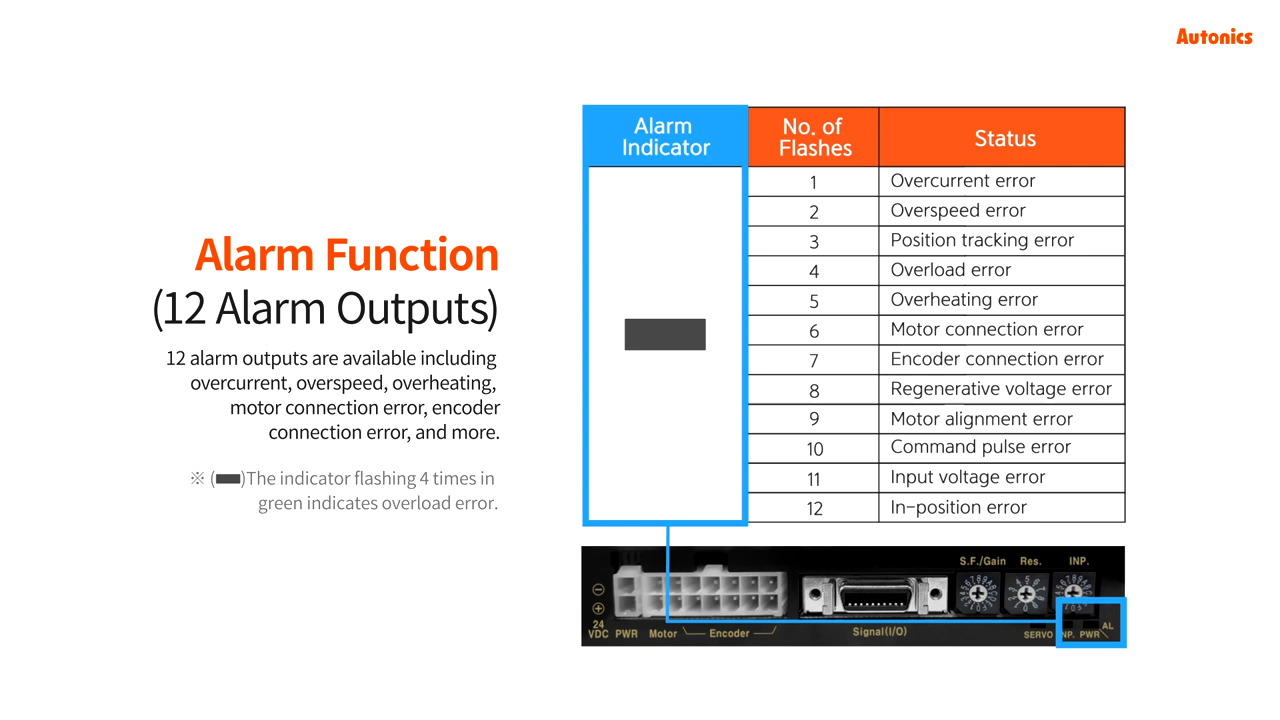 Autonics
Alarm Function
(12 Alarm Outputs)
12 alarm outputs are available including
overcurrent, overspeed, overheating,
motor connection error, encoder
connection error, and more.
※ ( )The indicator flashing 4 times in
green indicates overload error.
Alarm Indicator No. of Flashes Status
1 Overcurrent error
2 Overspeed error
3 Position tracking error
4 Overload error
5 Overheating error
6 Motor connection error
7 Encoder connection error
8 Regenerative voltage error
9 Motor alignment error
10 Command pulse error
11 Input voltage error
12 In-position error
S.F./Gain Res. INP.
24
VDC PWR Motor Encoder Signal(I/O)
AL
SERVO NP. PWR